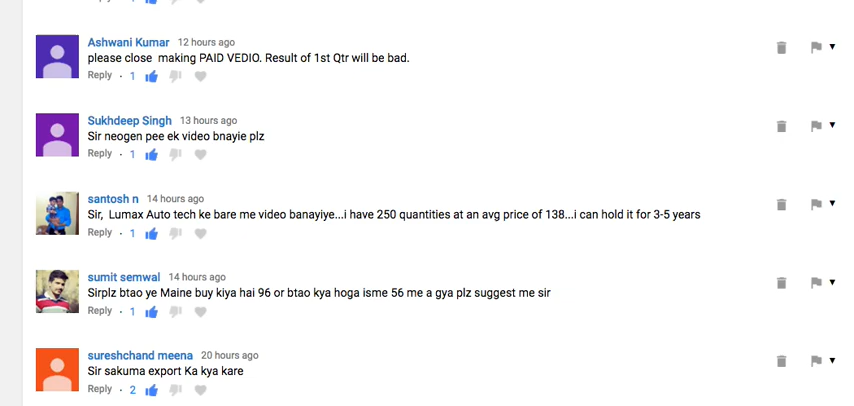 Reply · 1
Ashwani Kumar 12 hours ago
please close making PAID VEDIO. Result of 1st Qtr will be bad.
Reply · 1
Sukhdeep Singh 13 hours ago
Sir neogen pee ek video bnayie plz
Reply · 1
santosh n 14 hours ago
Sir, Lumax Auto tech ke bare me video banayiye...i have 250 quantities at an avg price of 138...i can hold it for 3-5 years
Reply · 1
sumit semwal 14 hours ago
Sirplz btao ye Maine buy kiya hai 96 or btao kya hoga isme 56 me a gya plz suggest me sir
Reply · 1
sureshchand meena 20 hours ago
Sir sakuma export Ka kya kare
Reply · 2